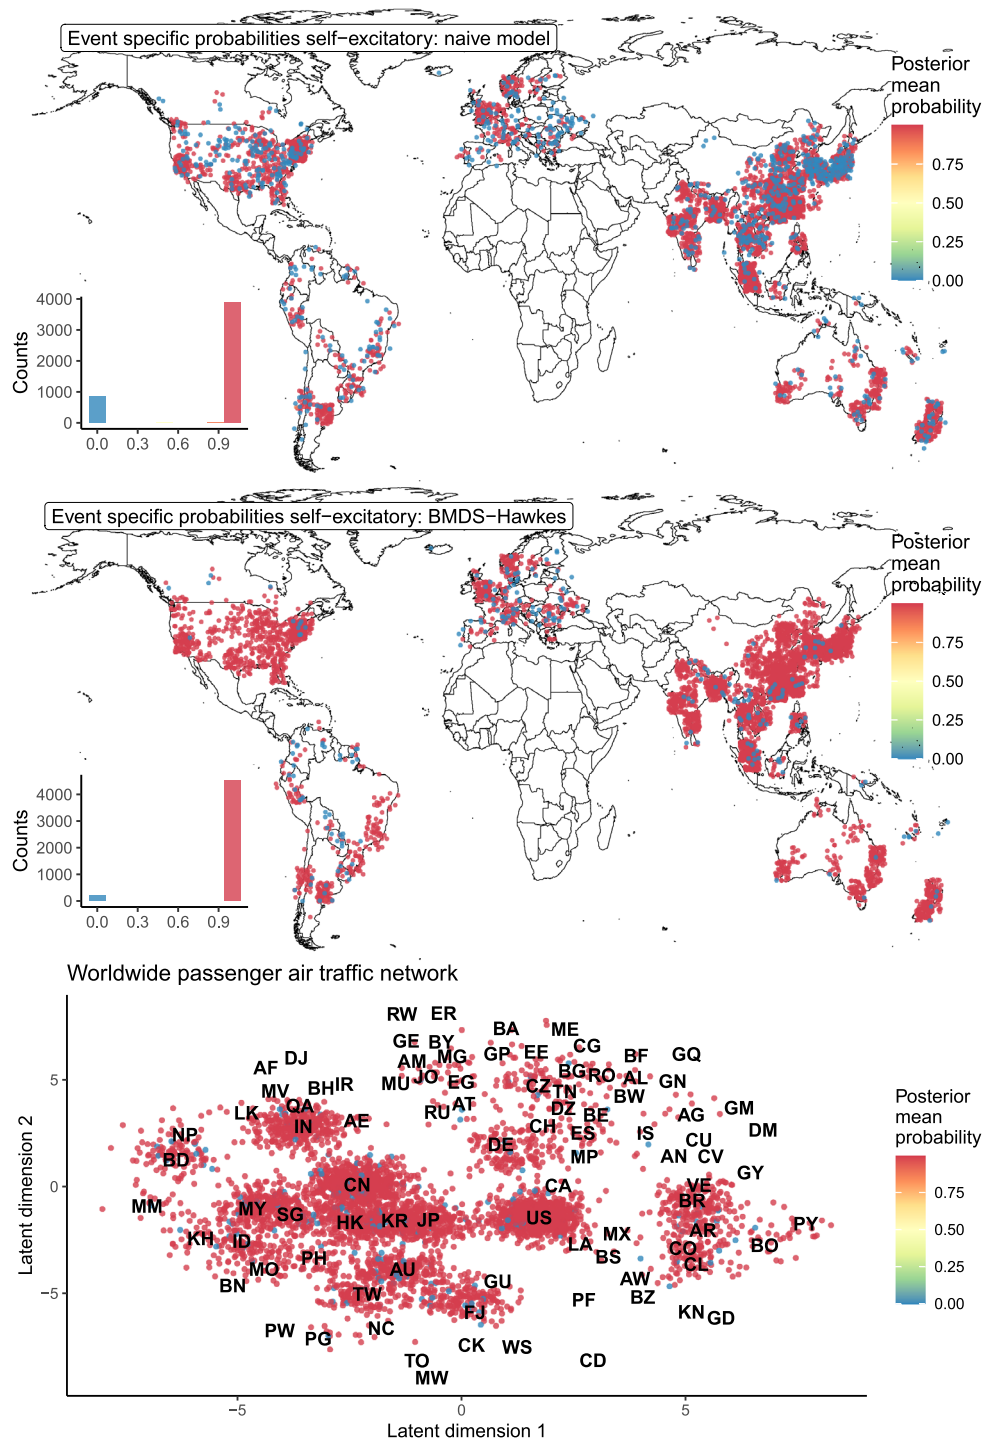 Event specific probabilities self−excitatory: naive model
Posterior
mean
probability
0.75
0.50
0.25
0.00
4000
3000
2000
1000
0
Counts
0.0 0.3 0.6 0.9
Event specific probabilities self−excitatory: BMDS−Hawkes
Posterior
mean
probability
0.75
0.50
0.25
0.00
4000
3000
2000
1000
0
Counts
0.0 0.3 0.6 0.9
Worldwide passenger air traffic network
RW ER
BA ME
GE BY CG
AM MG GP EE BF GQ
AF DJ
MV BH IR MU JO EG CZ BG RO AL GN
TN BW
LK QA AT DZ GM
IN AE RU BE AG
NP CH ES IS CU DM
BD DE MP AN CV
CN CA VE GY
MM MY SG BR
HK KR JP US AR PY
KH ID MX CO BO
PH LA BS CL
BN MO AU GU AW
TW PF BZ
FJ KN GD
PW PG NC CK WS
TO CD
MW
5
0
−5
Latent dimension 2
−5 0 5
Latent dimension 1
Posterior
mean
probability
0.75
0.50
0.25
0.00